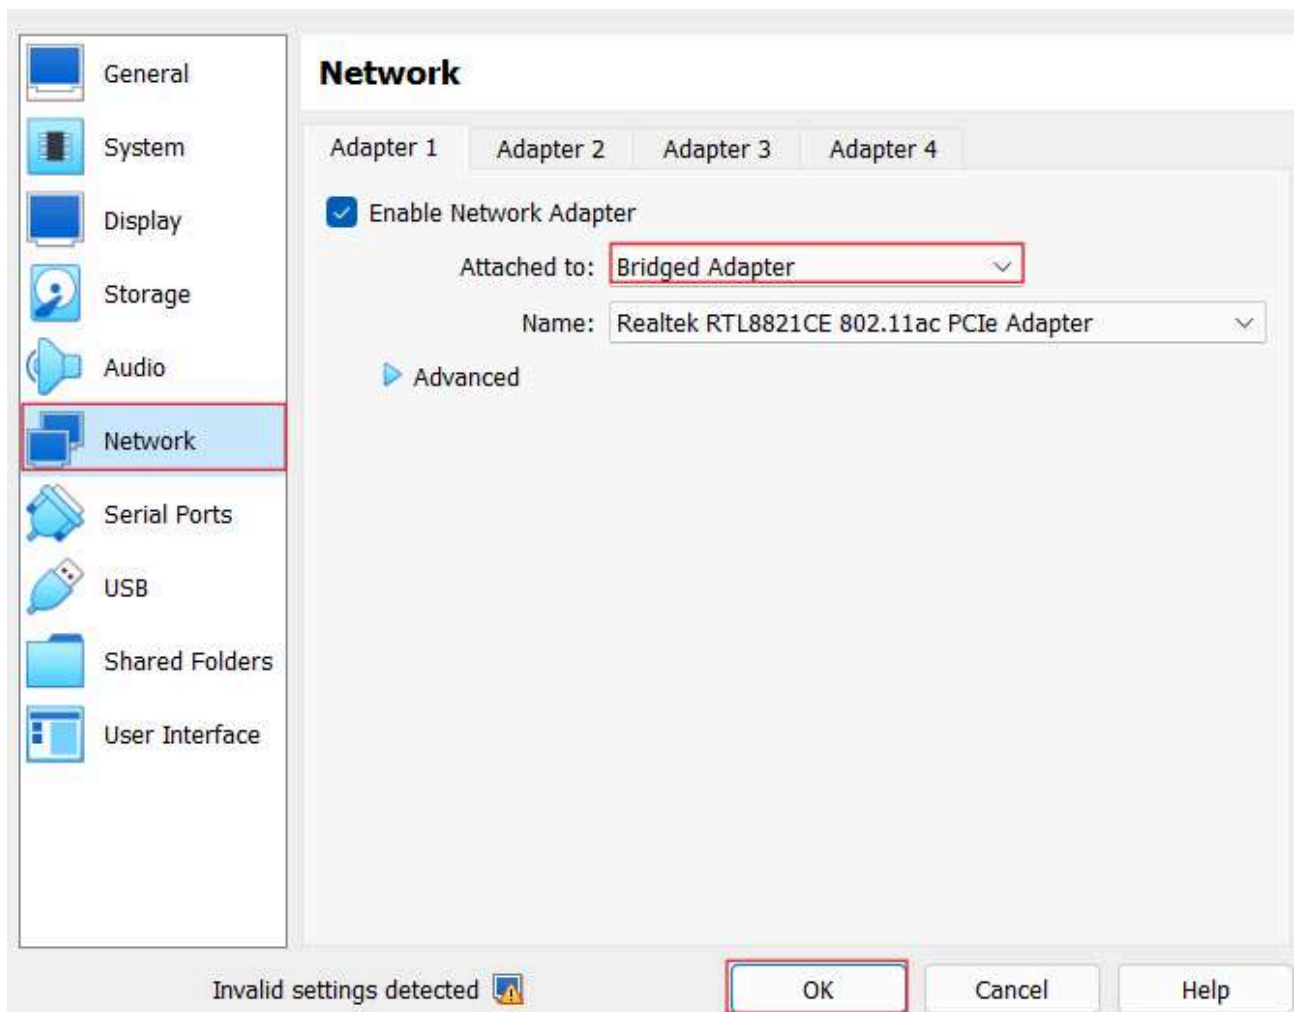 General
System
Display
Storage
Audio
Network
Serial Ports
USB
Shared Folders
User Interface
Network
Adapter 1 Adapter 2 Adapter 3 Adapter 4
Enable Network Adapter
Attached to: Bridged Adapter
Name: Realtek RTL8821CE 802.11ac PCIe Adapter
Advanced
Invalid settings detected OK Cancel Help